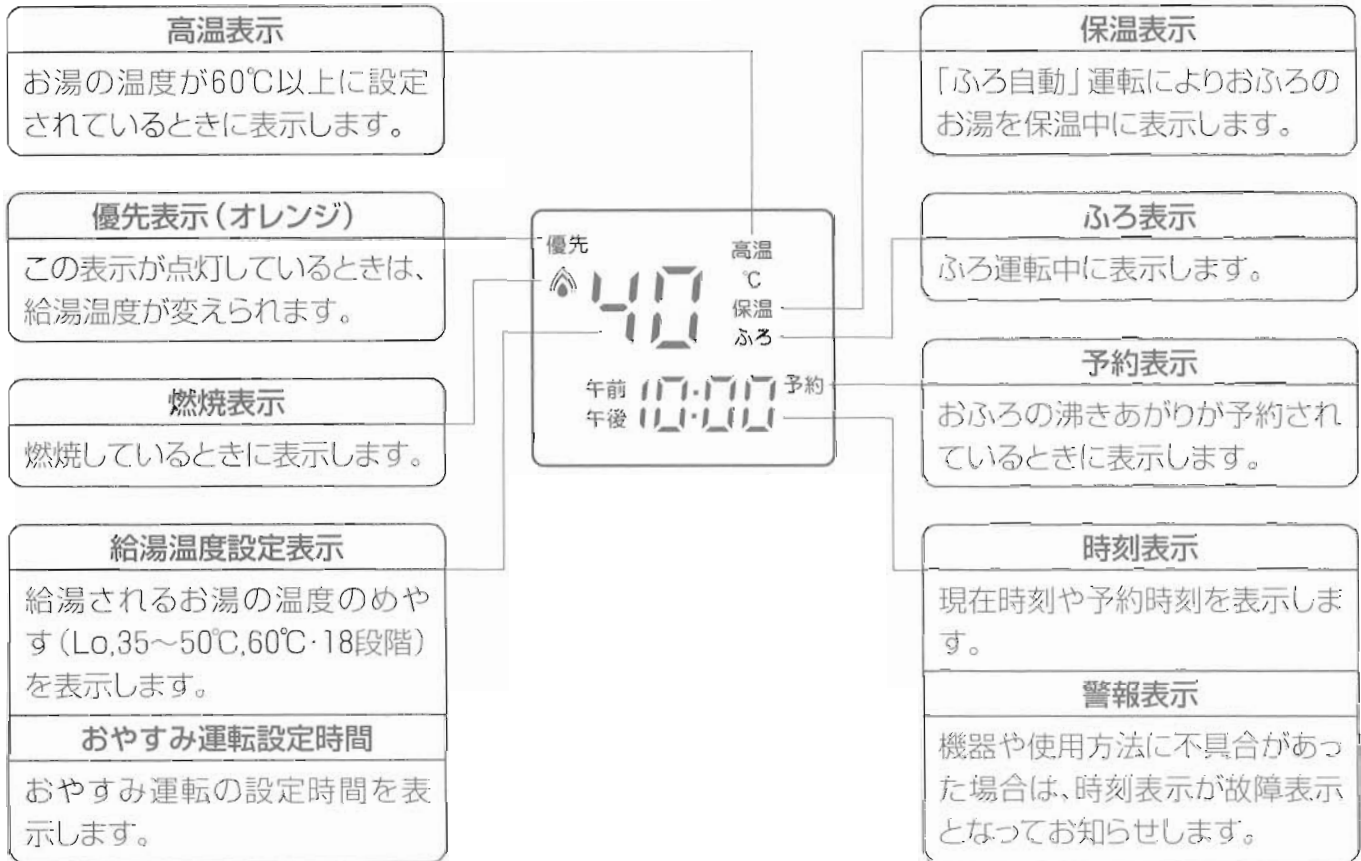 高温表示
お湯の温度が60℃以上に設定
されているときに表示します。
優先表示(オレンジ)
この表示が点灯しているときは、
給湯温度が変えられます。
燃焼表示
燃焼しているときに表示します。
給湯温度設定表示
給湯されるお湯の温度のめや
す(Lo,35〜50℃,60℃·18段階)
を表示します。
おやすみ運転設定時間
おやすみ運転の設定時間を表
示します。
優先
高温
40
℃
保温
ふろ
午前
午後
10:00
予約
保温表示
「ふろ自動」運転によりおふろの
お湯を保温中に表示します。
ふろ表示
ふろ運転中に表示します。
予約表示
おふろの沸きあがりが予約され
ているときに表示します。
時刻表示
現在時刻や予約時刻を表示しま
す。
警報表示
機器や使用方法に不具合があっ
た場合は、時刻表示が故障表示
となってお知らせします。